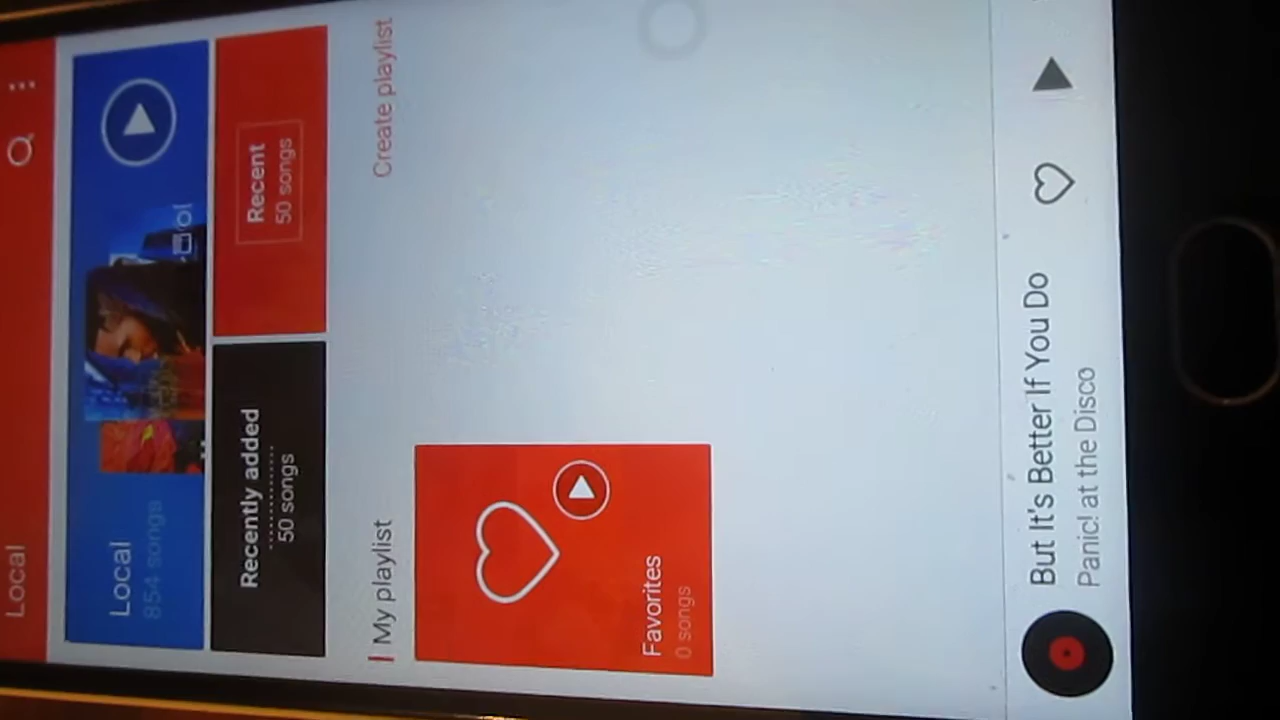 Local
Local
854 songs
Recently added
50 songs
Recent
50 songs
My playlist
Create playlist
Favorites
0 songs
But It's Better If You Do
Panic! at the Disco